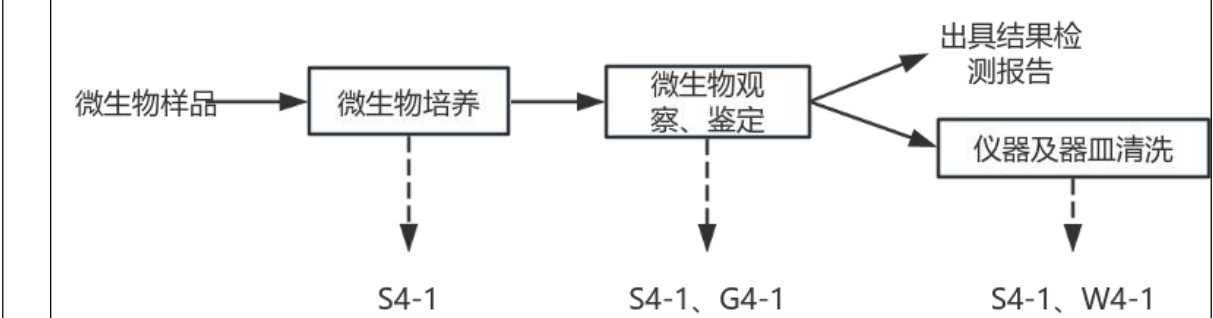 微生物样品
微生物培养
微生物观
察、鉴定
出具结果检
测报告
仪器及器皿清洗
S4-1
S4-1、G4-1
S4-1、W4-1